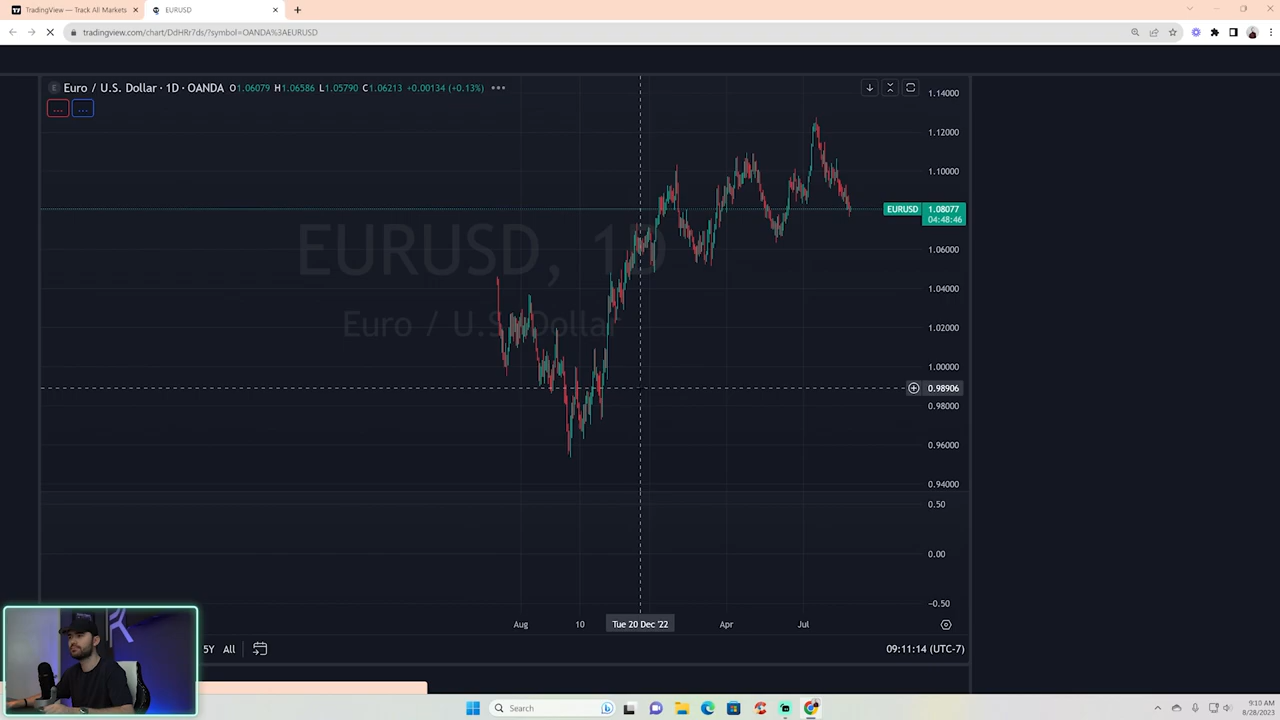 TradingView — Track All Markets
EURUSD
tradingview.com/chart/DdHRr7ds/?symbol=OANDA%3AEURUSD
E Euro / U.S. Dollar · 1D · OANDA O1.06079 H1.06586 L1.05790 C1.06213 +0.00134 (+0.13%)
1.14000
1.12000
1.10000
EURUSD 1.08077
04:48:46
EURUSD, 1D
Euro / U.S. Dollar
1.06000
1.04000
1.02000
1.00000
0.98906
0.98000
0.96000
0.94000
0.50
0.00
−0.50
Aug 10 Tue 20 Dec '22 Apr Jul
5Y All 09:11:14 (UTC-7)
Search
9:10 AM
8/28/2023